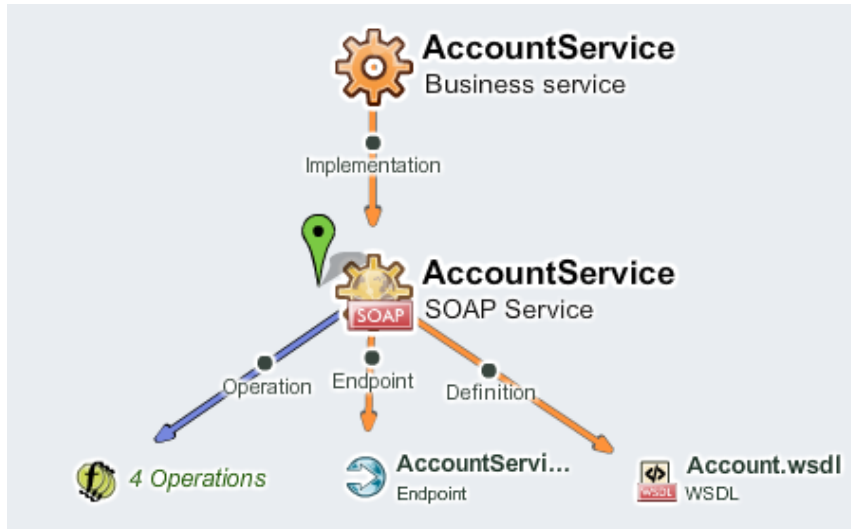 AccountService
Business service
Implementation
AccountService
SOAP
SOAP Service
Operation
Endpoint
Definition
4 Operations
AccountServi...
Endpoint
Account.wsdl
WSDL
WSDL